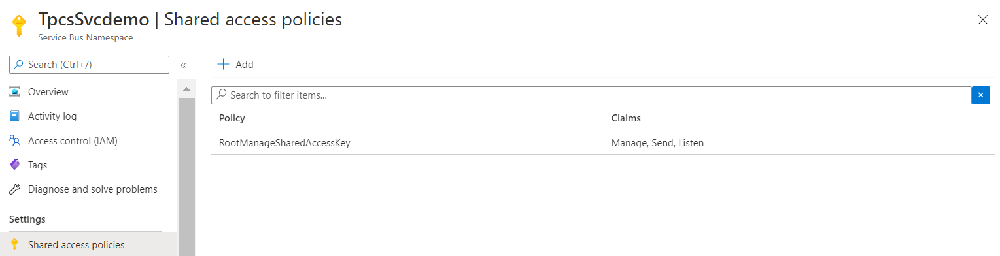 TpcsSvcdemo | Shared access policies
Service Bus Namespace
Search (Ctrl+/)
«
Add
Overview
Activity log
Access control (IAM)
Tags
Diagnose and solve problems
Settings
Shared access policies
Search to filter items...
Policy Claims
RootManageSharedAccessKey Manage, Send, Listen